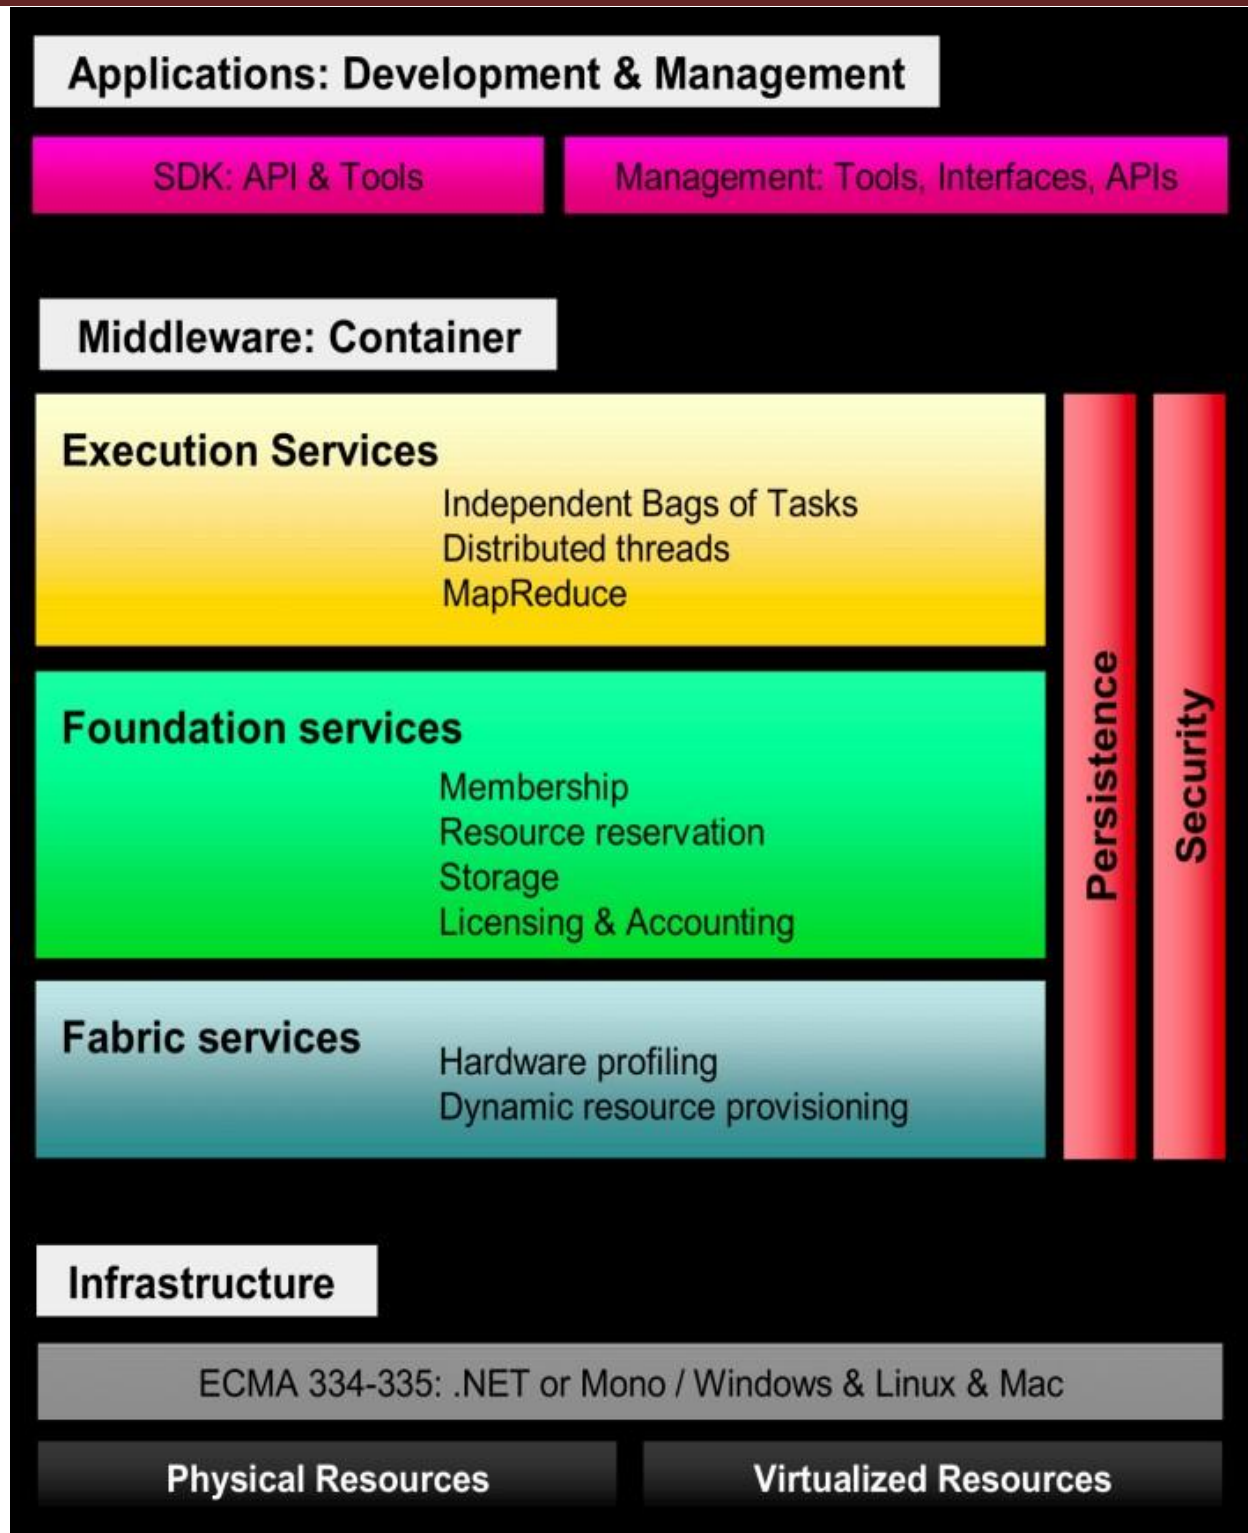 Applications: Development & Management
SDK: API & Tools
Management: Tools, Interfaces, APIs
Middleware: Container
Execution Services
Independent Bags of Tasks
Distributed threads
MapReduce
Foundation services
Membership
Resource reservation
Storage
Licensing & Accounting
Fabric services
Hardware profiling
Dynamic resource provisioning
Persistence
Security
Infrastructure
ECMA 334-335: .NET or Mono / Windows & Linux & Mac
Physical Resources
Virtualized Resources